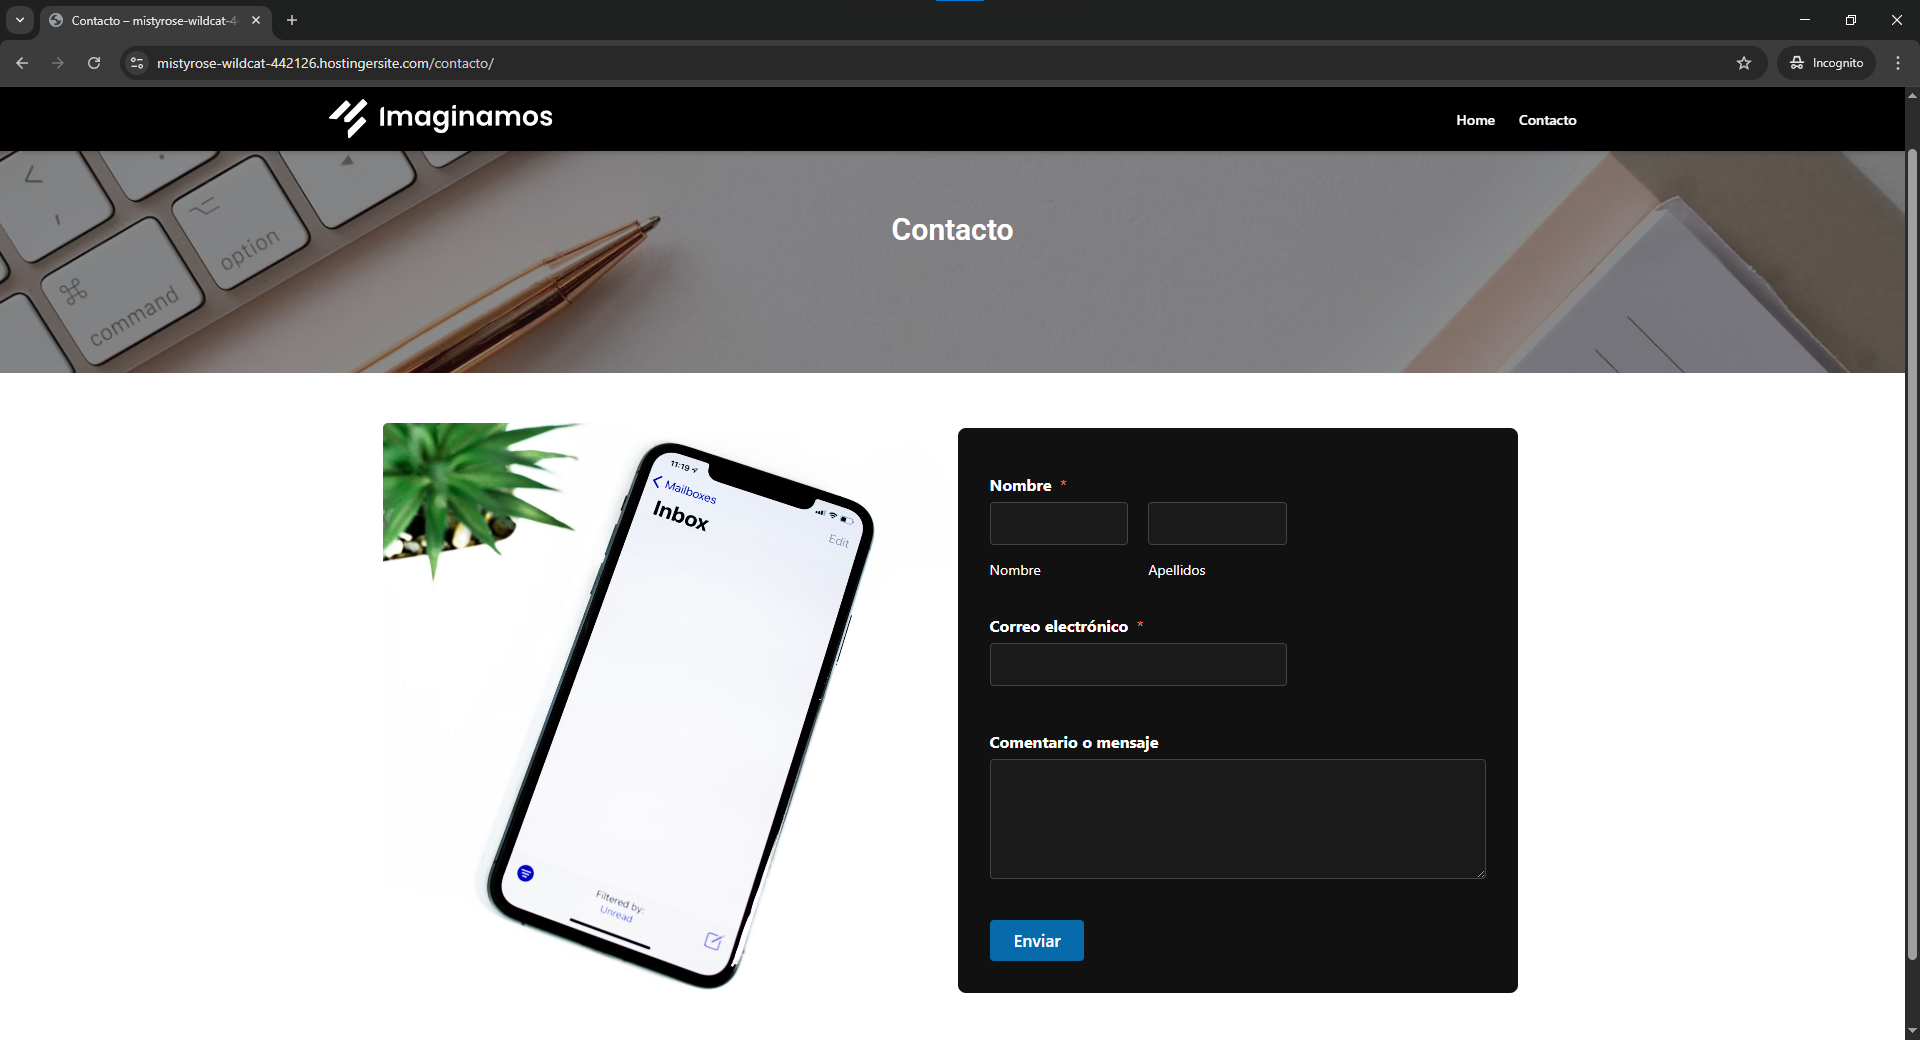 Contacto – mistyrose-wildcat-4
mistyrose-wildcat-442126.hostingersite.com/contacto/
Incognito
Imaginamos
Home
Contacto
Contacto
option
command
11:19
Mailboxes
Inbox
Edit
Filtered by:
Unread
Nombre *
Nombre
Apellidos
Correo electrónico *
Comentario o mensaje
Enviar